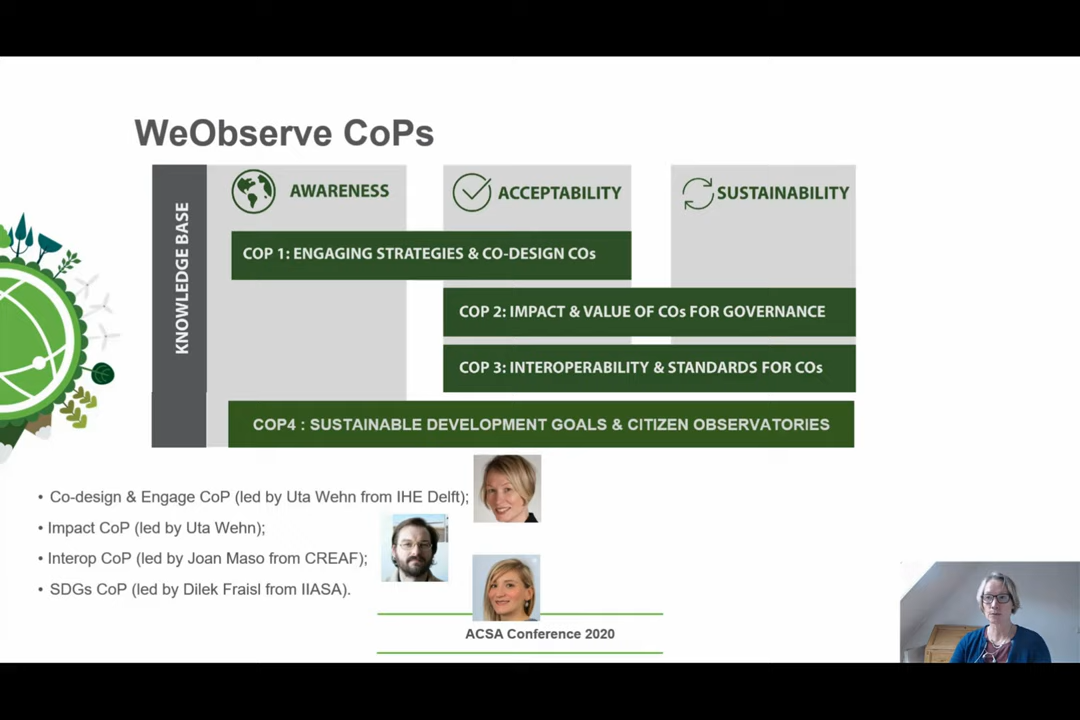 WeObserve CoPs
KNOWLEDGE BASE
AWARENESS
ACCEPTABILITY
SUSTAINABILITY
COP 1: ENGAGING STRATEGIES & CO-DESIGN COs
COP 2: IMPACT & VALUE OF COs FOR GOVERNANCE
COP 3: INTEROPERABILITY & STANDARDS FOR COs
COP4 : SUSTAINABLE DEVELOPMENT GOALS & CITIZEN OBSERVATORIES
• Co-design & Engage CoP (led by Uta Wehn from IHE Delft);
• Impact CoP (led by Uta Wehn);
• Interop CoP (led by Joan Maso from CREAF);
• SDGs CoP (led by Dilek Fraisl from IIASA).
ACSA Conference 2020